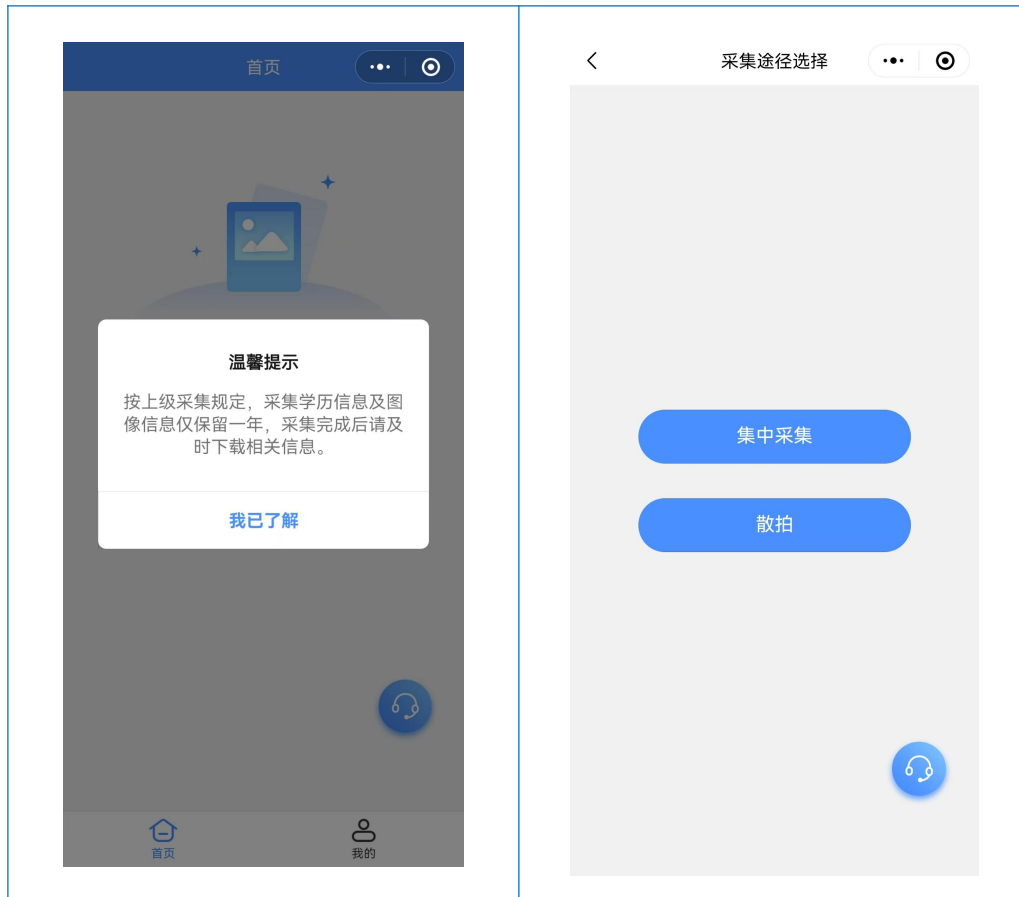 首页
温馨提示
按上级采集规定，采集学历信息及图
像信息仅保留一年，采集完成后请及
时下载相关信息。
我已了解
首页
我的
采集途径选择
集中采集
散拍